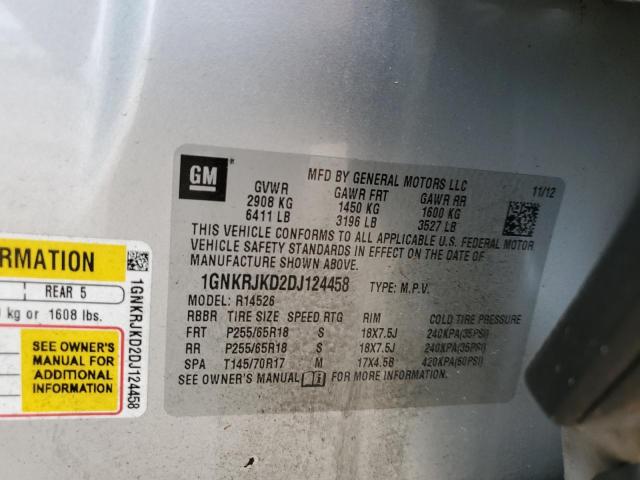 GM
MFD BY GENERAL MOTORS LLC
11/12
GVWR GAWR FRT GAWR RR
2908 KG 1450 KG 1600 KG
6411 LB 3196 LB 3527 LB
THIS VEHICLE CONFORMS TO ALL APPLICABLE U.S. FEDERAL MOTOR
VEHICLE SAFETY STANDARDS IN EFFECT ON THE DATE OF
MANUFACTURE SHOWN ABOVE.
1GNKRJKD2DJ124458 TYPE: M.P.V.
MODEL: R14526
RBBR TIRE SIZE SPEED RTG RIM COLD TIRE PRESSURE
FRT P255/65R18 S 18X7.5J 240KPA(35PSI)
RR P255/65R18 S 18X7.5J 240KPA(35PSI)
SPA T145/70R17 M 17X4.5B 420KPA(60PSI)
SEE OWNER'S MANUAL FOR MORE INFORMATION.
ORMATION
REAR 5
kg or 1608 lbs.
SEE OWNER'S
MANUAL FOR
ADDITIONAL
INFORMATION
1GNKRJKD2DJ124458